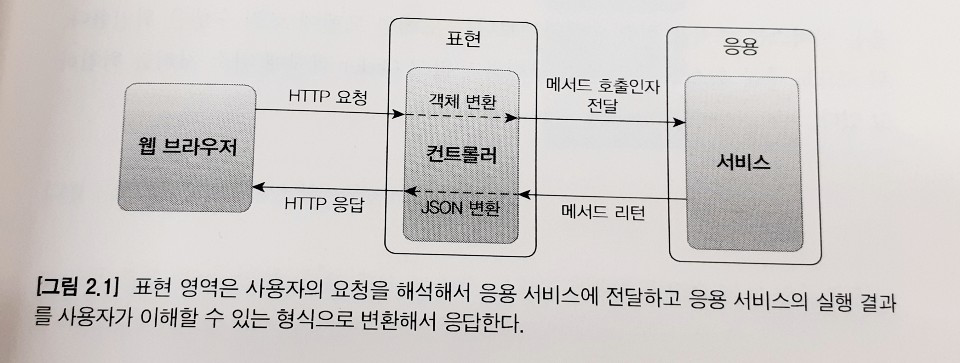 표현
응용
HTTP 요청
객체 변환
메서드 호출인자
전달
웹 브라우저
컨트롤러
서비스
HTTP 응답
JSON 변환
메서드 리턴
[그림 2.1] 표현 영역은 사용자의 요청을 해석해서 응용 서비스에 전달하고 응용 서비스의 실행 결과
를 사용자가 이해할 수 있는 형식으로 변환해서 응답한다.